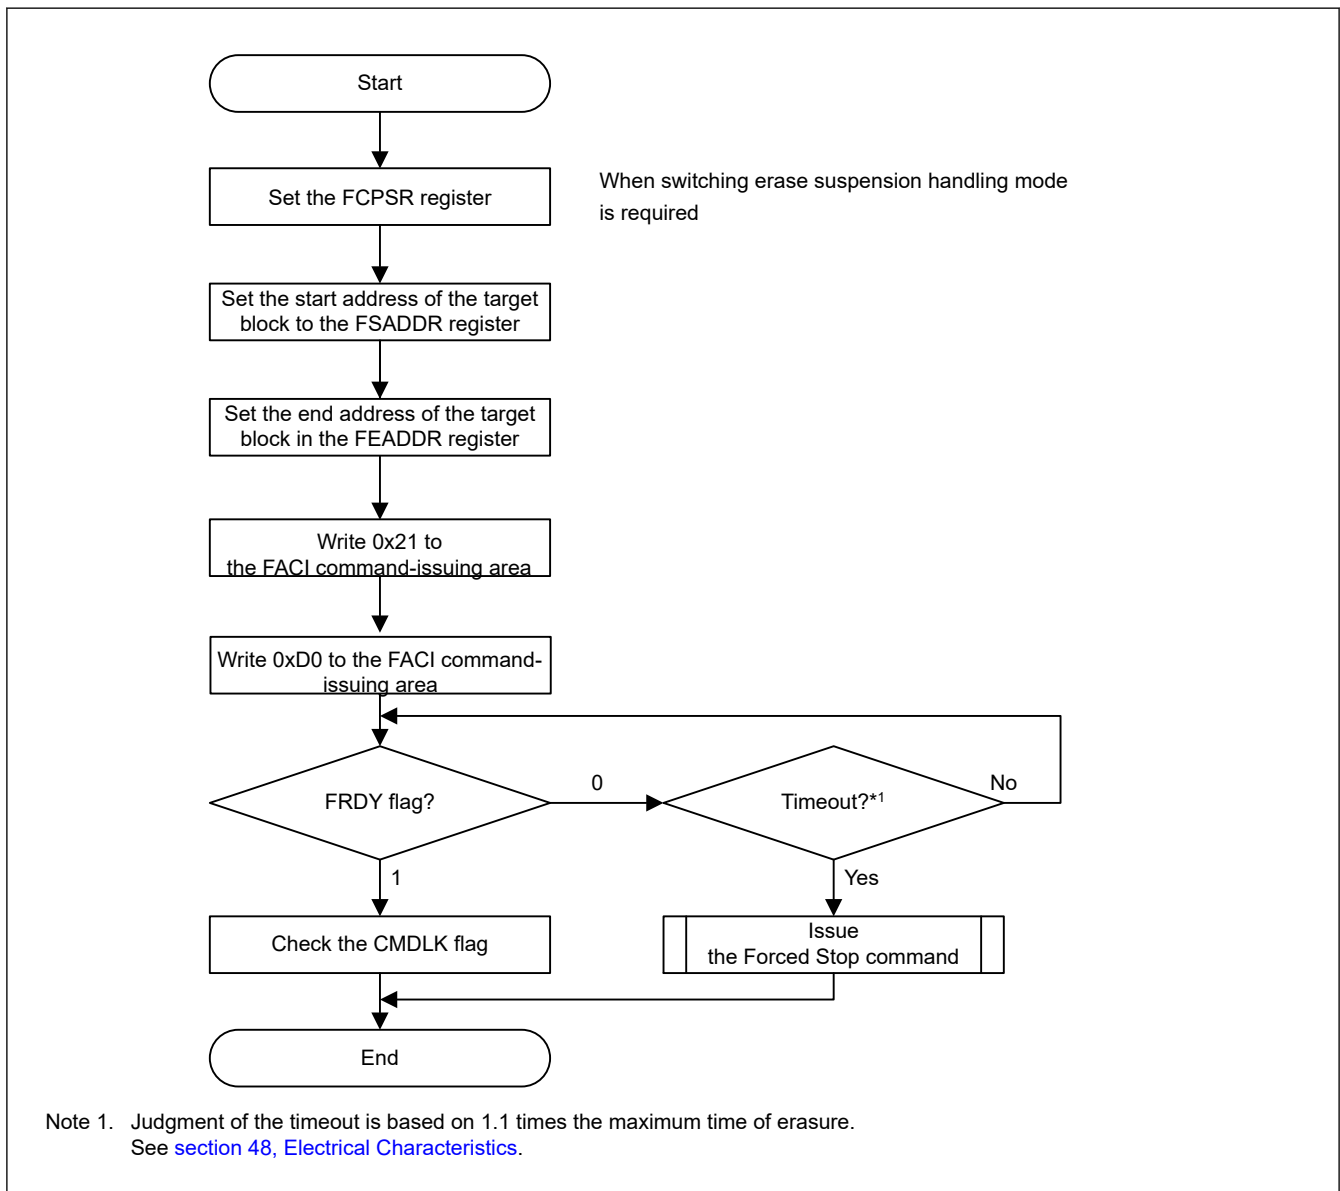 Start
Set the FCPSR register
When switching erase suspension handling mode
is required
Set the start address of the target
block to the FSADDR register
Set the end address of the target
block in the FEADDR register
Write 0x21 to
the FACI command-issuing area
Write 0xD0 to the FACI command-
issuing area
FRDY flag?
0
Timeout?*1
No
1
Yes
Check the CMDLK flag
Issue
the Forced Stop command
End
Note 1. Judgment of the timeout is based on 1.1 times the maximum time of erasure.
See section 48, Electrical Characteristics.